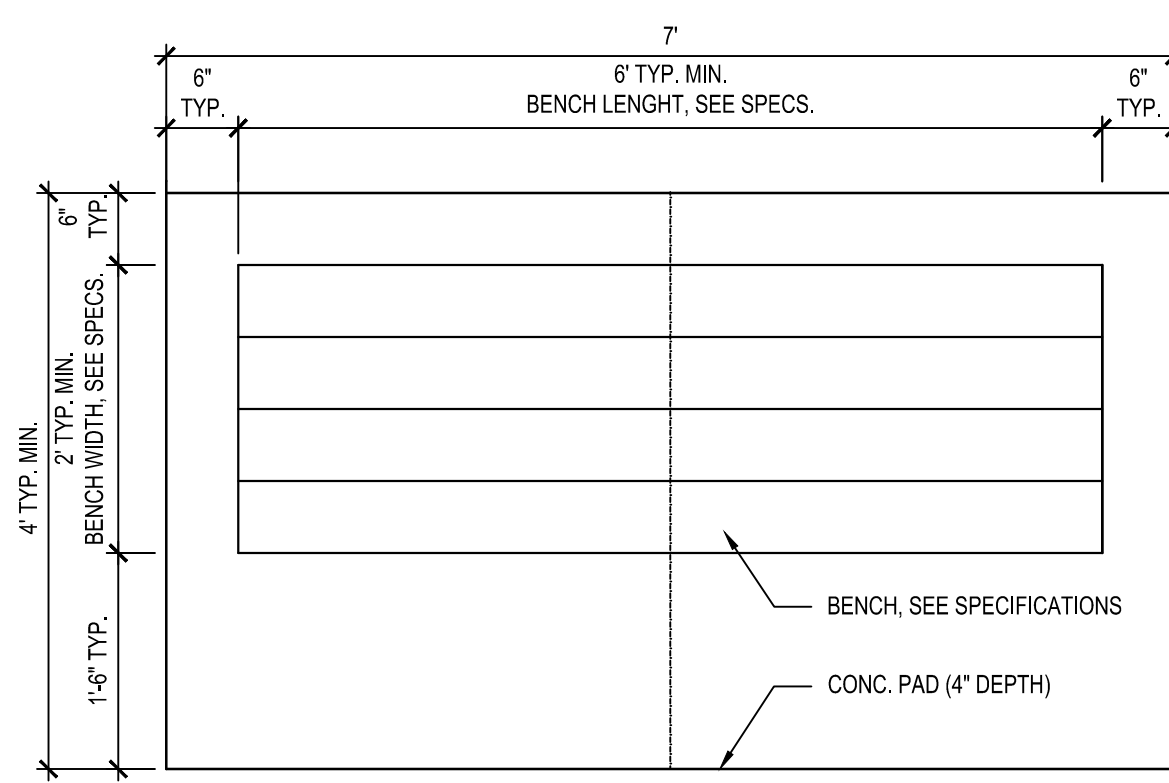 7'
6"
TYP.
6' TYP. MIN.
BENCH LENGHT, SEE SPECS.
6"
TYP.
6"
TYP.
4' TYP. MIN.
2' TYP. MIN.
BENCH WIDTH, SEE SPECS.
1'-6" TYP.
BENCH, SEE SPECIFICATIONS
CONC. PAD (4" DEPTH)